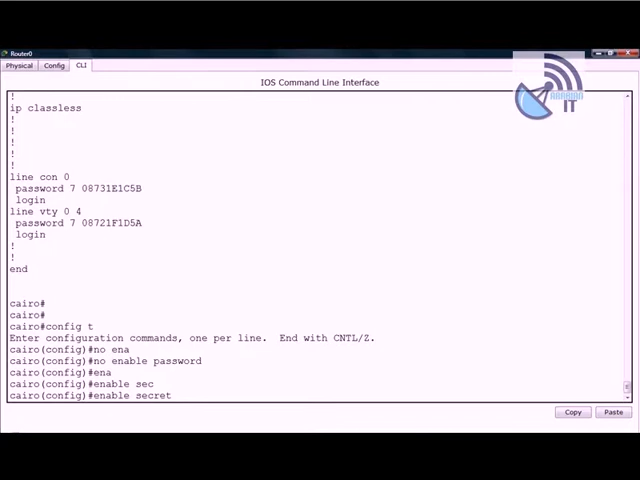 Router0
Physical Config CLI
IOS Command Line Interface
IT
!
ip classless
!
!
!
!
!
line con 0
password 7 08731E1C5B
login
line vty 0 4
password 7 08721F1D5A
login
!
!
end
cairo#
cairo#
cairo#config t
Enter configuration commands, one per line. End with CNTL/Z.
cairo(config)#no ena
cairo(config)#no enable password
cairo(config)#ena
cairo(config)#enable sec
cairo(config)#enable secret
Copy Paste